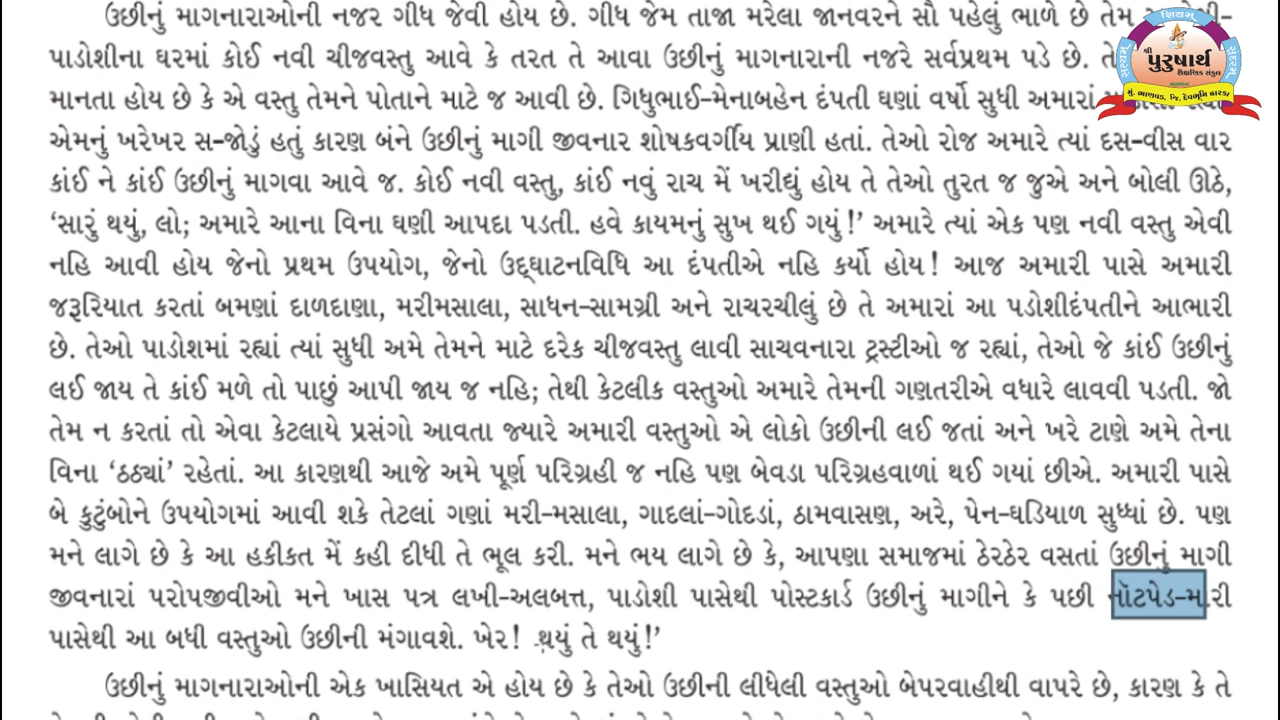 ઉછીનું માગનારાઓની નજર ગીધ જેવી હોય છે. ગીધ જેમ તાજા મરેલા જાનવરને સૌ પહેલું ભાળે છે તેમ
પાડોશીના ઘરમાં કોઈ નવી ચીજવસ્તુ આવે કે તરત તે આવા ઉછીનું માગનારાની નજરે સર્વપ્રથમ પડે છે.
માનતા હોય છે કે એ વસ્તુ તેમને પોતાને માટે જ આવી છે. ગિધુભાઈ-મેનાબહેન દંપતી ઘણાં વર્ષો સુધી અમારાં
એમનું ખરેખર સ-જોડું હતું કારણ બંને ઉછીનું માગી જીવનાર શોષકવર્ગીય પ્રાણી હતાં. તેઓ રોજ અમારે ત્યાં દસ-વીસ વાર
કાંઈ ને કાંઈ ઉછીનું માગવા આવે જ. કોઈ નવી વસ્તુ, કાંઈ નવું રાચ મેં ખરીદ્યું હોય તે તેઓ તુરત જ જુએ અને બોલી ઊઠે,
‘સારું થયું, લો; અમારે આના વિના ઘણી આપદા પડતી. હવે કાયમનું સુખ થઈ ગયું!’ અમારે ત્યાં એક પણ નવી વસ્તુ એવી
નહિ આવી હોય જેનો પ્રથમ ઉપયોગ, જેનો ઉદ્‌ઘાટનવિધિ આ દંપતીએ નહિ કર્યો હોય! આજ અમારી પાસે અમારી
જરૂરિયાત કરતાં બમણાં દાળદાણા, મરીમસાલા, સાધન-સામગ્રી અને રાચરચીલું છે તે અમારાં આ પડોશીદંપતીને આભારી
છે. તેઓ પાડોશમાં રહ્યાં ત્યાં સુધી અમે તેમને માટે દરેક ચીજવસ્તુ લાવી સાચવનારા ટ્રસ્ટીઓ જ રહ્યાં, તેઓ જે કાંઈ ઉછીનું
લઈ જાય તે કાંઈ મળે તો પાછું આપી જાય જ નહિ; તેથી કેટલીક વસ્તુઓ અમારે તેમની ગણતરીએ વધારે લાવવી પડતી. જો
તેમ ન કરતાં તો એવા કેટલાયે પ્રસંગો આવતા જ્યારે અમારી વસ્તુઓ એ લોકો ઉછીની લઈ જતાં અને ખરે ટાણે અમે તેના
વિના ‘ઠઠ્યાં’ રહેતાં. આ કારણથી આજે અમે પૂર્ણ પરિગ્રહી જ નહિ પણ બેવડા પરિગ્રહવાળાં થઈ ગયાં છીએ. અમારી પાસે
બે કુટુંબોને ઉપયોગમાં આવી શકે તેટલાં ગણાં મરી-મસાલા, ગાદલાં-ગોદડાં, ઠામવાસણ, અરે, પેન-ઘડિયાળ સુધ્ધાં છે. પણ
મને લાગે છે કે આ હકીકત મેં કહી દીધી તે ભૂલ કરી. મને ભય લાગે છે કે, આપણા સમાજમાં ઠેરઠેર વસતાં ઉછીનું માગી
જીવનારાં પરોપજીવીઓ મને ખાસ પત્ર લખી-અલબત્ત, પાડોશી પાસેથી પોસ્ટકાર્ડ ઉછીનું માગીને કે પછી નૉટપેડ-મારી
પાસેથી આ બધી વસ્તુઓ ઉછીની મંગાવશે. ખેર! થયું તે થયું!’
ઉછીનું માગનારાઓની એક ખાસિયત એ હોય છે કે તેઓ ઉછીની લીધેલી વસ્તુઓ બેપરવાહીથી વાપરે છે, કારણ કે તે
સત્યમ્
શિવમ્
સુંદરમ્
શ્રી
પુરુષાર્થ
શૈક્ષણિક સંકુલ
મું. ભાણવડ, જિ. દેવભૂમિ દ્વારકા